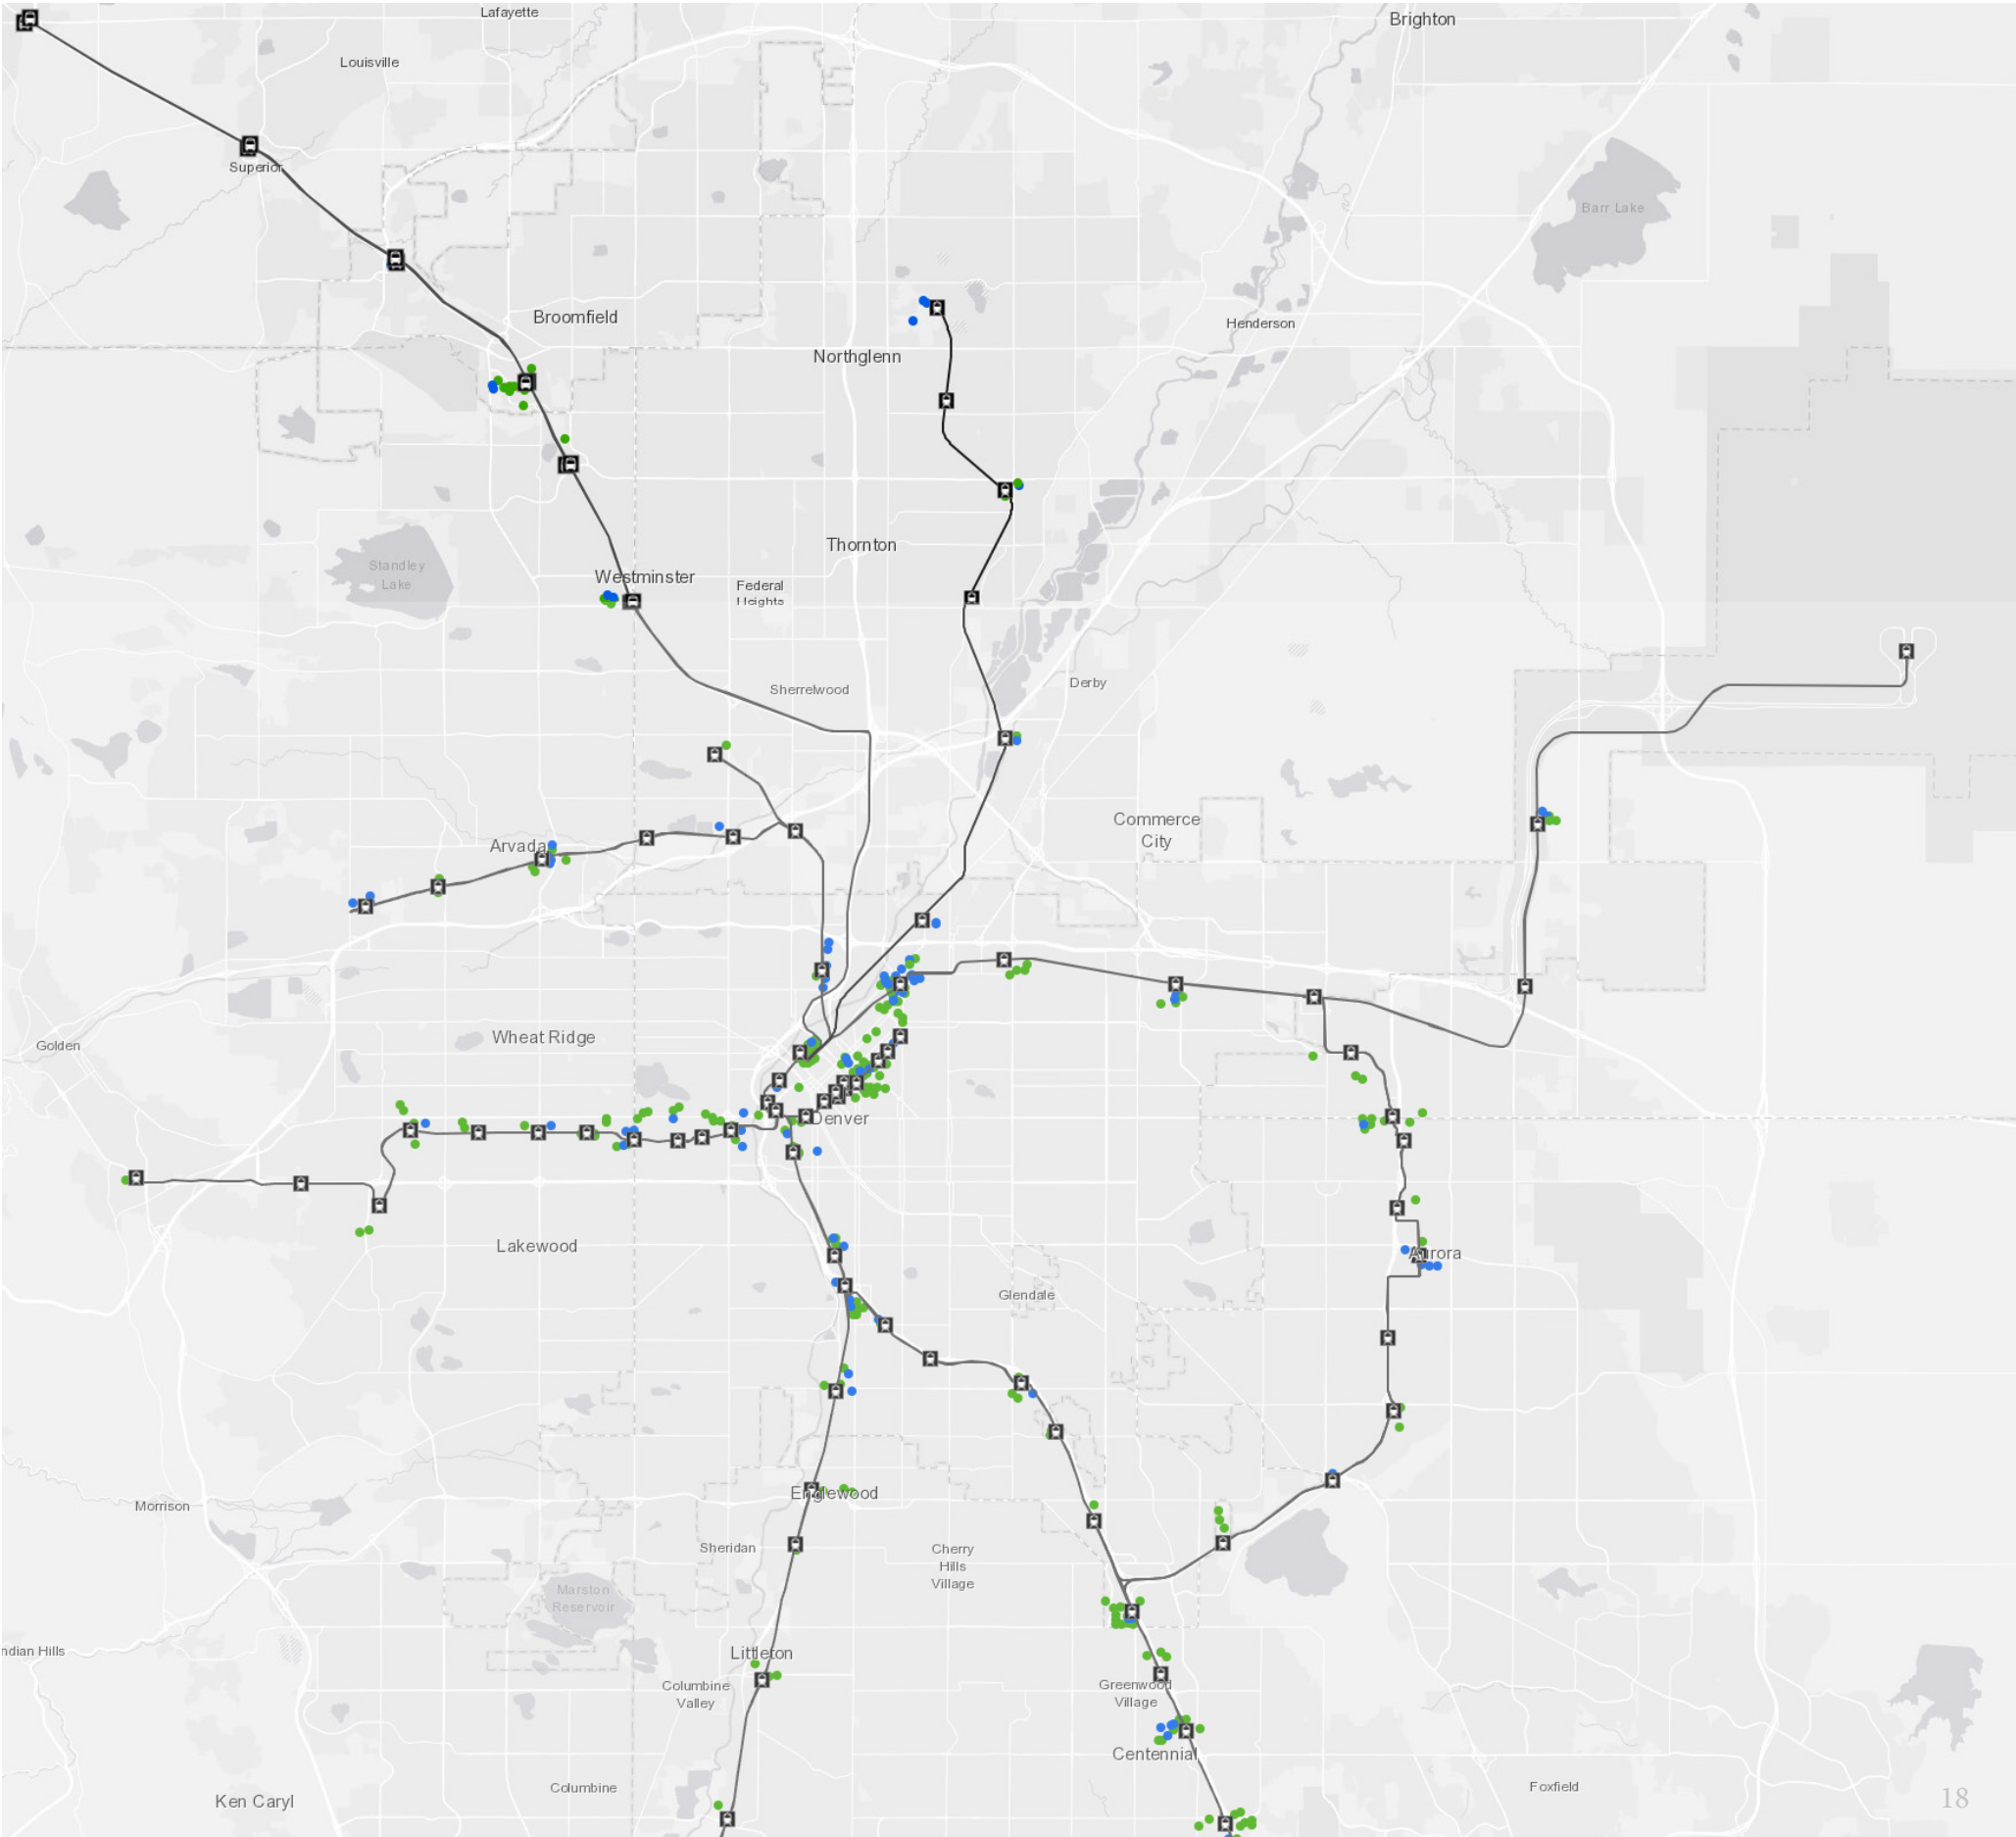 Lafayette
Brighton
Louisville
Superior
Barr Lake
Broomfield
Henderson
Northglenn
Thornton
Standley
Lake
Westminster
Federal
Heights
Sherrelwood
Derby
Commerce
City
Arvada
Wheat Ridge
Golden
Denver
Lakewood
Aurora
Glendale
Morrison
Englewood
Sheridan
Cherry
Hills
Village
Marston
Reservoir
ndian Hills
Littleton
Columbine
Valley
Greenwood
Village
Centennial
Columbine
Foxfield
Ken Caryl
18